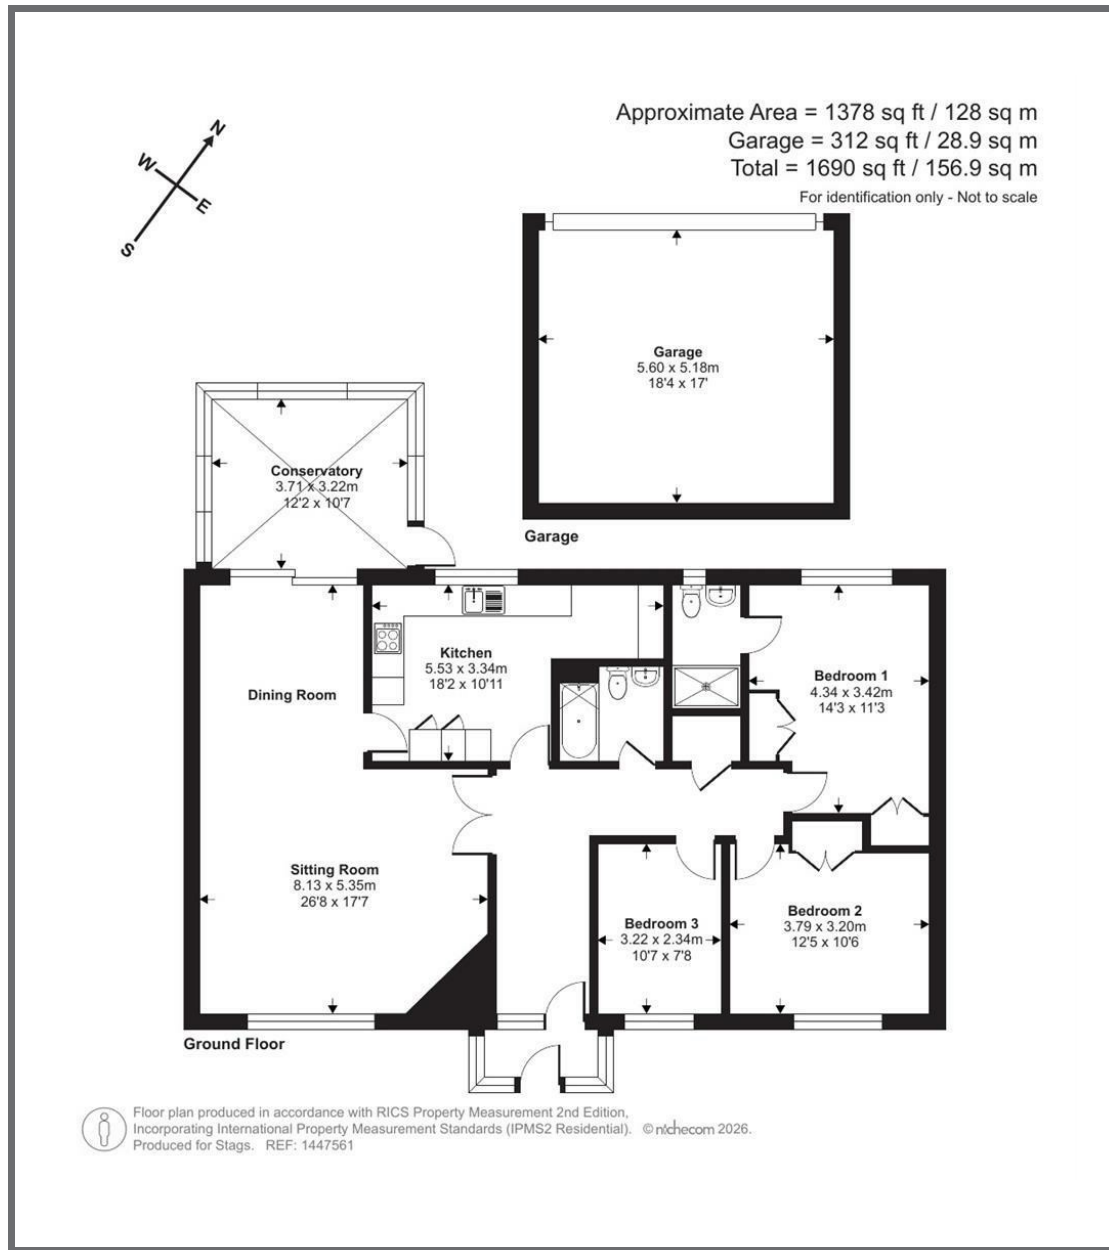 Approximate Area = 1378 sq ft / 128 sq m
Garage = 312 sq ft / 28.9 sq m
Total = 1690 sq ft / 156.9 sq m
For identification only - Not to scale
N
W
E
S
Garage
5.60 x 5.18m
18'4 x 17'
Garage
Conservatory
3.71 x 3.22m
12'2 x 10'7
Kitchen
5.53 x 3.34m
18'2 x 10'11
Dining Room
Bedroom 1
4.34 x 3.42m
14'3 x 11'3
Sitting Room
8.13 x 5.35m
26'8 x 17'7
Bedroom 3
3.22 x 2.34m
10'7 x 7'8
Bedroom 2
3.79 x 3.20m
12'5 x 10'6
Ground Floor
Floor plan produced in accordance with RICS Property Measurement 2nd Edition,
Incorporating International Property Measurement Standards (IPMS2 Residential). © nichecom 2026.
Produced for Stags. REF: 1447561